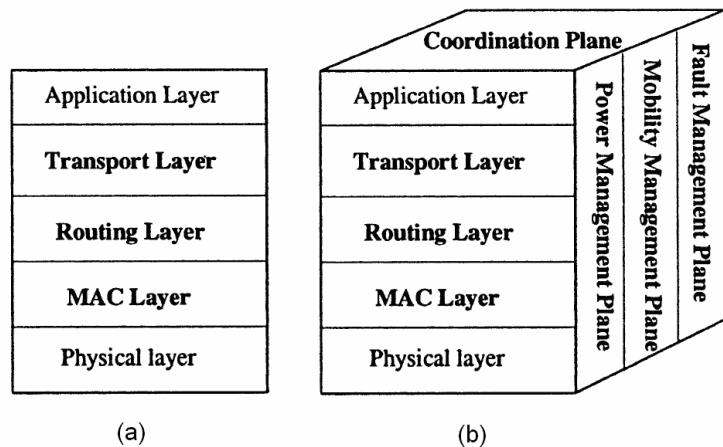 Application Layer
Transport Layer
Routing Layer
MAC Layer
Physical layer
(a)
Coordination Plane
Application Layer
Transport Layer
Routing Layer
MAC Layer
Physical layer
Power Management Plane
Mobility Management Plane
Fault Management Plane
(b)